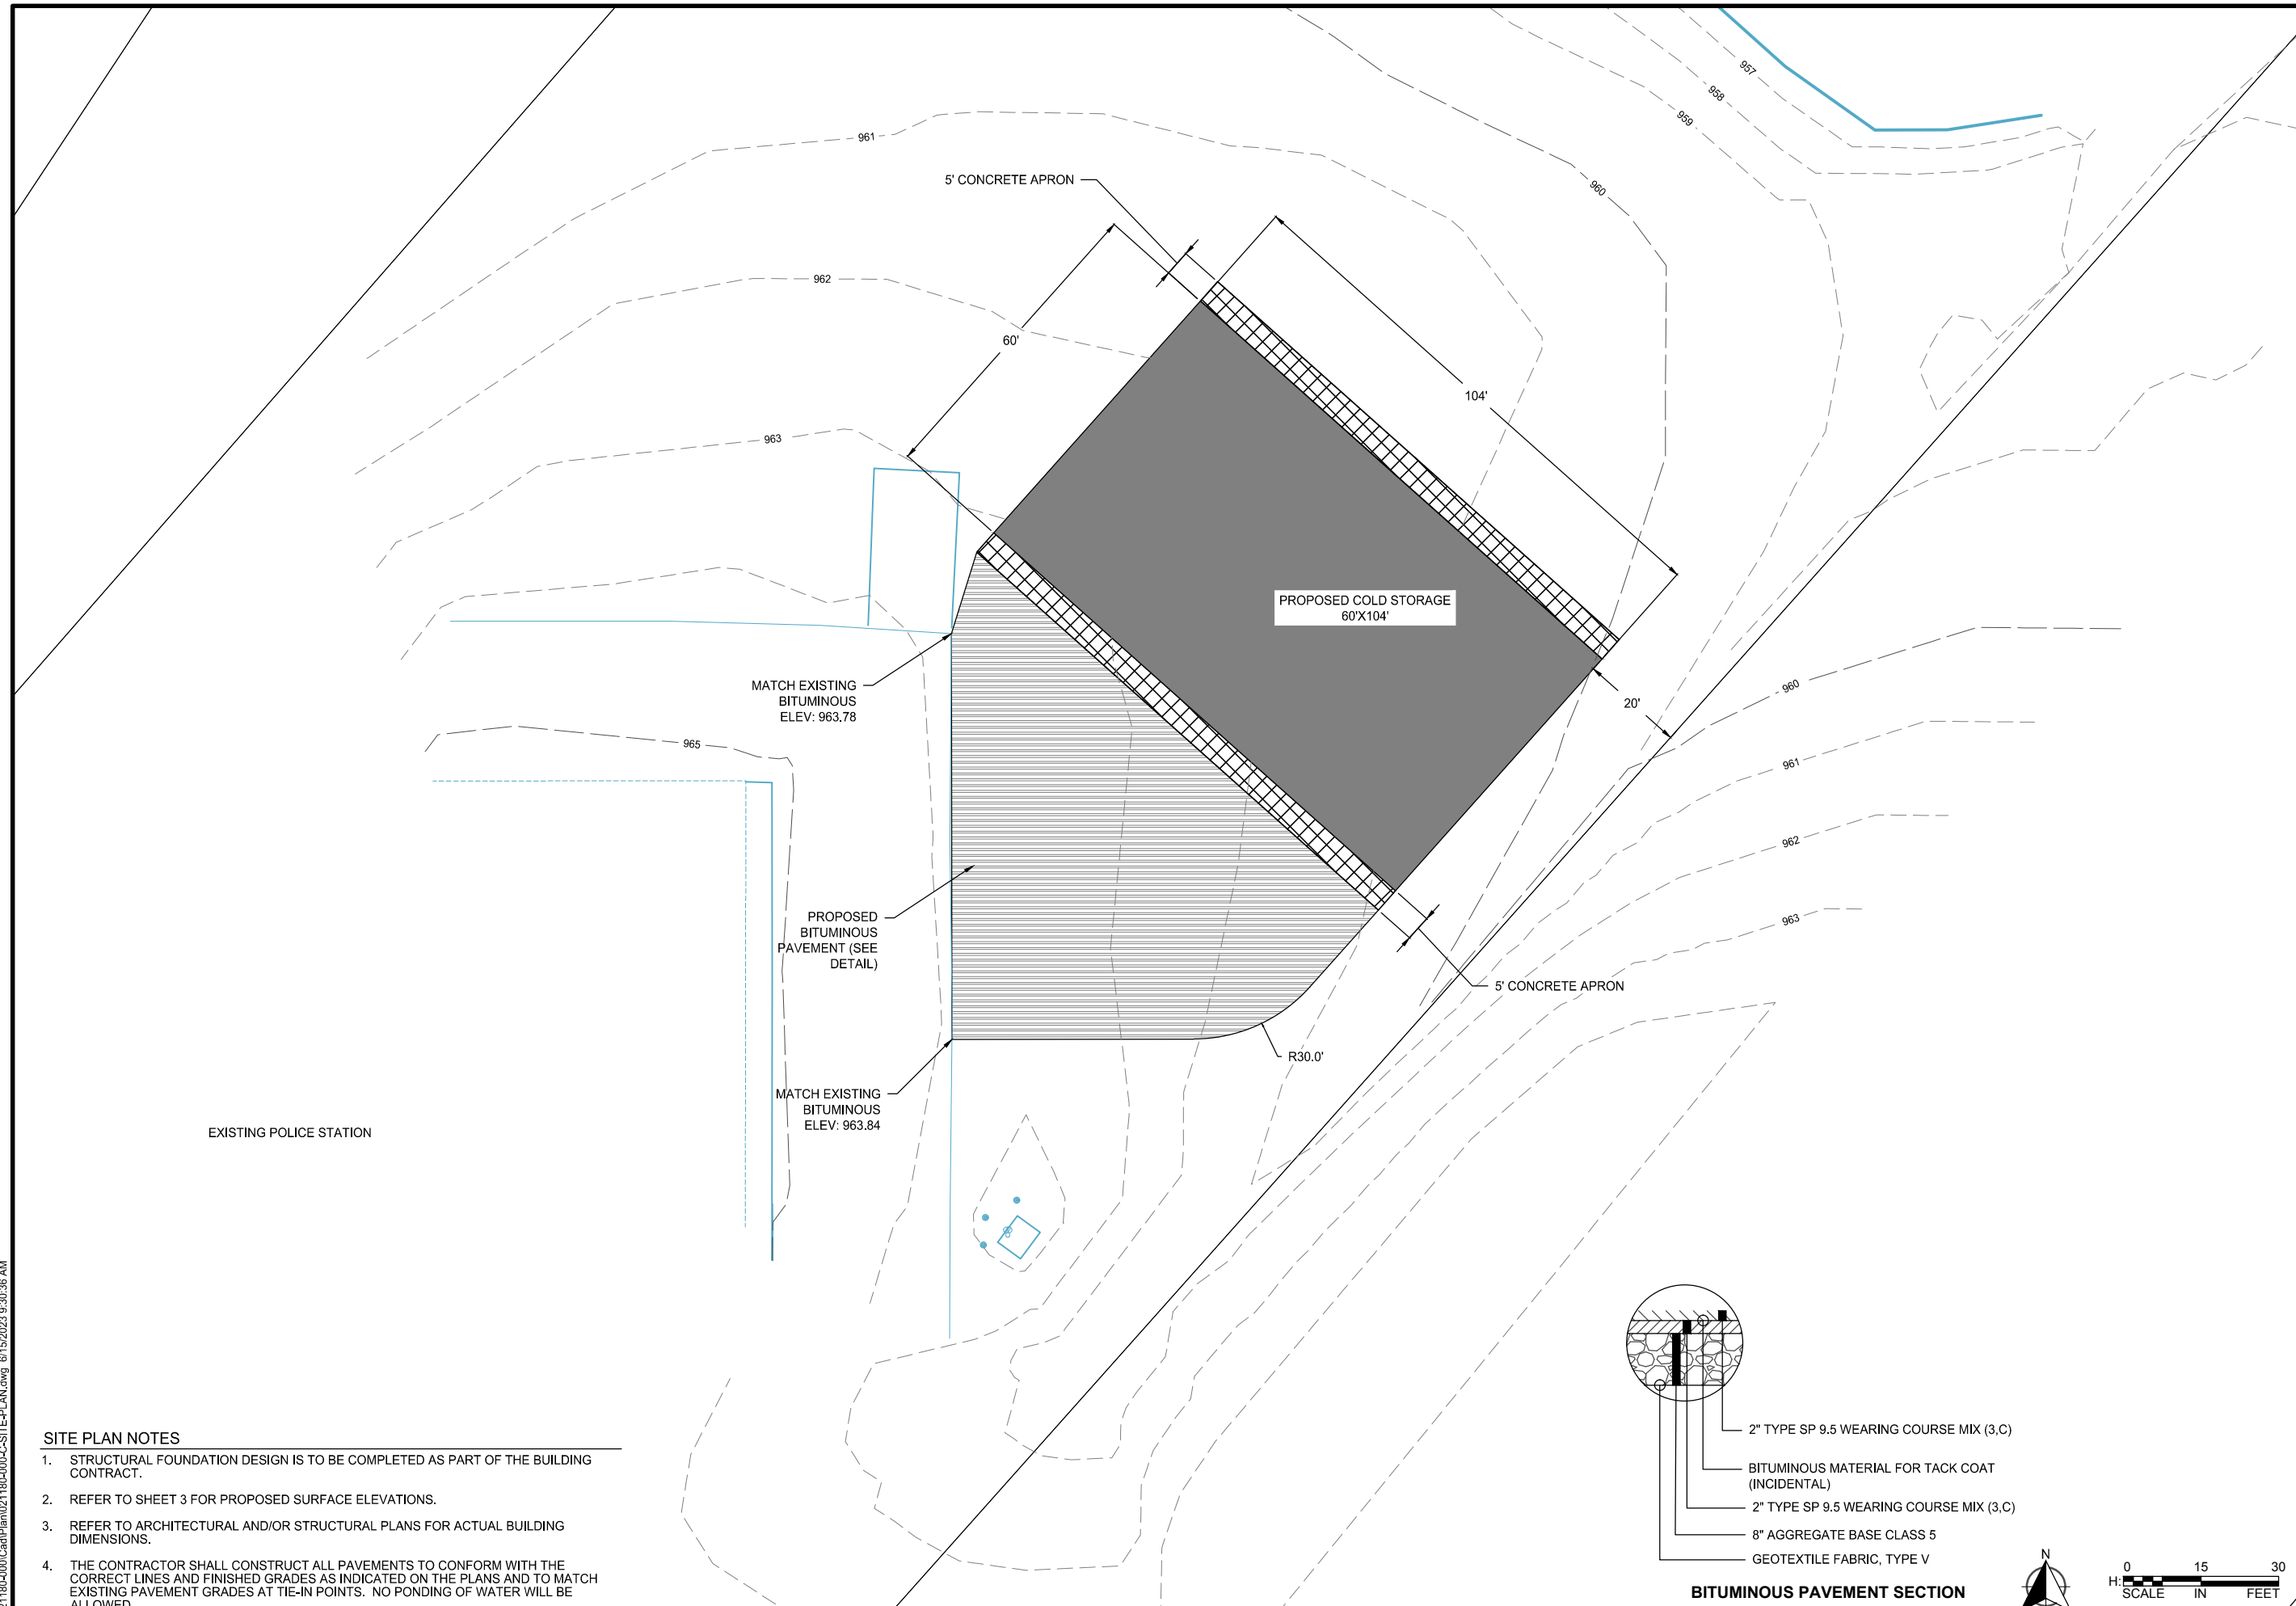 957
958
959
961
5' CONCRETE APRON
960
962
60'
104'
963
PROPOSED COLD STORAGE
60'X104'
MATCH EXISTING
BITUMINOUS
ELEV: 963.78
960
20'
965
961
962
PROPOSED
BITUMINOUS
PAVEMENT (SEE
DETAIL)
963
5' CONCRETE APRON
R30.0'
MATCH EXISTING
BITUMINOUS
ELEV: 963.84
EXISTING POLICE STATION
SITE PLAN NOTES
1. STRUCTURAL FOUNDATION DESIGN IS TO BE COMPLETED AS PART OF THE BUILDING
CONTRACT.
2. REFER TO SHEET 3 FOR PROPOSED SURFACE ELEVATIONS.
3. REFER TO ARCHITECTURAL AND/OR STRUCTURAL PLANS FOR ACTUAL BUILDING
DIMENSIONS.
4. THE CONTRACTOR SHALL CONSTRUCT ALL PAVEMENTS TO CONFORM WITH THE
CORRECT LINES AND FINISHED GRADES AS INDICATED ON THE PLANS AND TO MATCH
EXISTING PAVEMENT GRADES AT TIE-IN POINTS. NO PONDING OF WATER WILL BE
ALLOWED
2" TYPE SP 9.5 WEARING COURSE MIX (3,C)
BITUMINOUS MATERIAL FOR TACK COAT
(INCIDENTAL)
2" TYPE SP 9.5 WEARING COURSE MIX (3,C)
8" AGGREGATE BASE CLASS 5
GEOTEXTILE FABRIC, TYPE V
BITUMINOUS PAVEMENT SECTION
N
0 15 30
H:
SCALE IN FEET
6/15/2023 9:30:36 AM